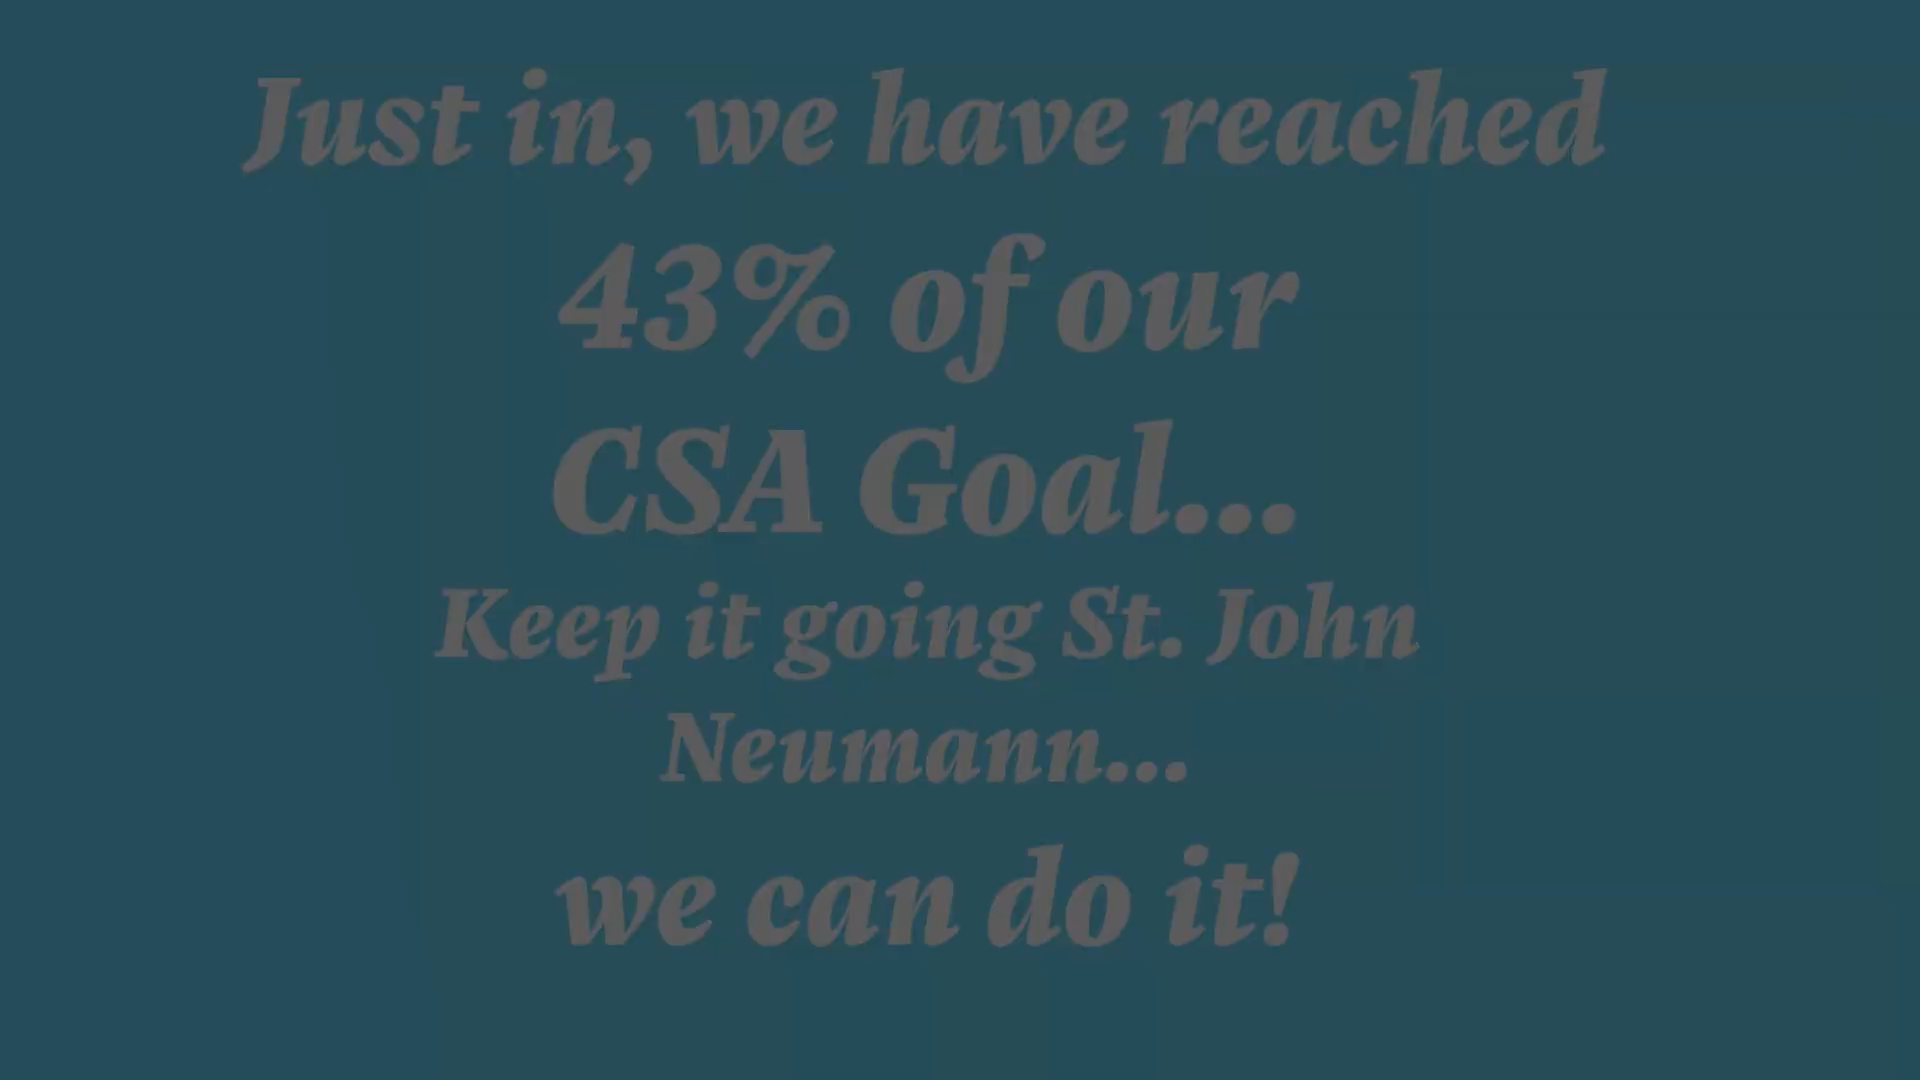 Just in, we have reached
43% of our
CSA Goal...
Keep it going St. John
Neumann...
we can do it!